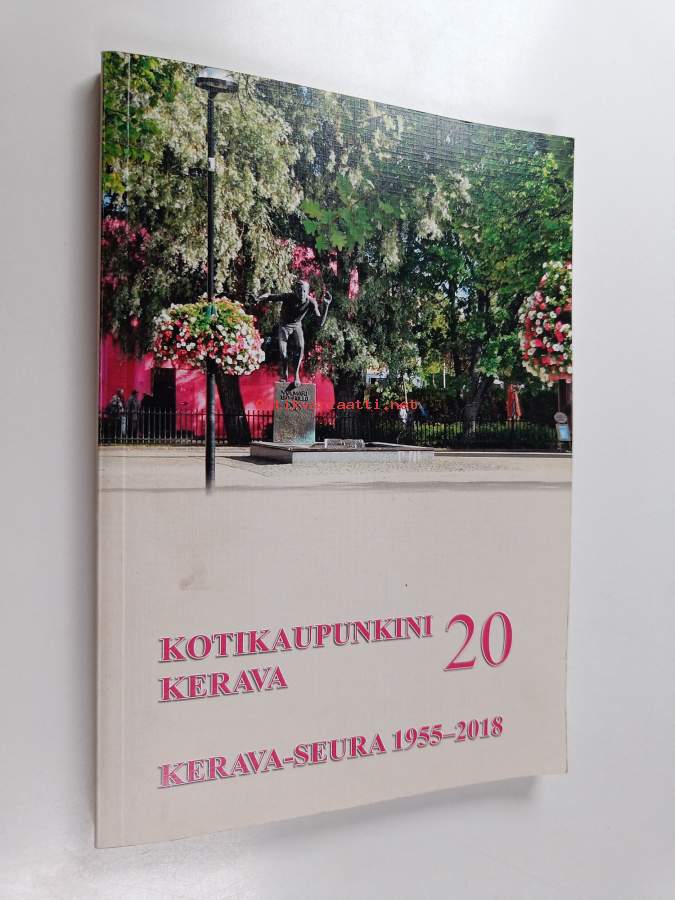 KOTIKAUPUNKINI 20
KERAVA
KERAVA-SEURA 1955–2018